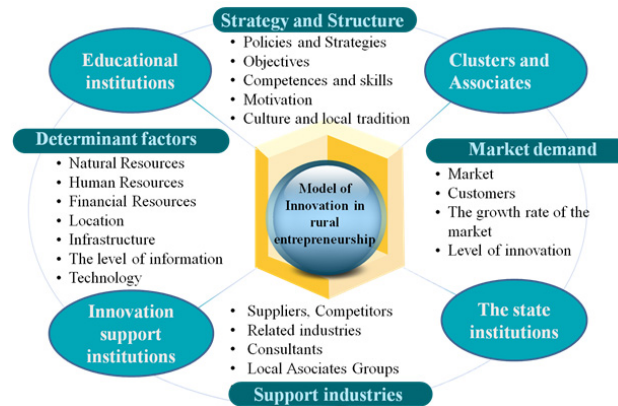 Strategy and Structure
Policies and Strategies
Objectives
Competences and skills
Motivation
Culture and local tradition
Educational
institutions
Clusters and
Associates
Determinant factors
Natural Resources
Human Resources
Financial Resources
Location
Infrastructure
The level of information
Technology
Model of
Innovation in
rural
entrepreneurship
Market demand
Market
Customers
The growth rate of the
market
Level of innovation
Innovation
support
institutions
Suppliers, Competitors
Related industries
Consultants
Local Asociates Groups
Support industries
The state
institutions